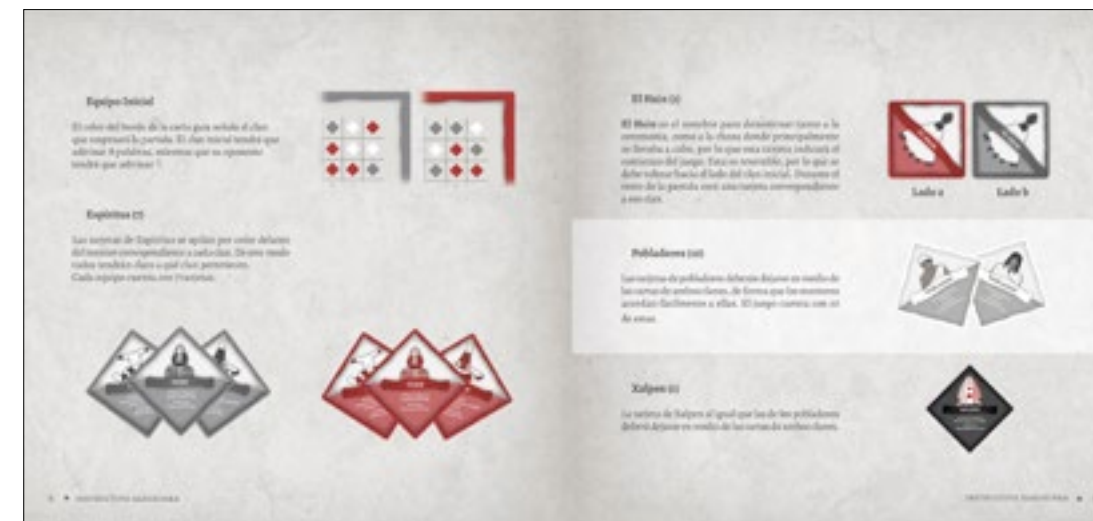 Equipo Inicial
El color del borde de la carta guía señala el clan
que empezará la partida. El clan inicial tendrá que
adivinar 8 palabras, mientras que su oponente
tendrá que adivinar 7.
Espíritus (7)
Las tarjetas de Espíritus se apilan por color delante
del mentor correspondiente a cada clan. De este modo
todos tendrán claro a qué clan pertenecen.
Cada equipo cuenta con 7 tarjetas.
El Hain (1)
El Hain es el nombre para denominar tanto a la
ceremonia, como a la choza donde principalmente
se llevaba a cabo, por lo que esta tarjeta indicará el
comienzo del juego. Esta es reversible, por lo que se
debe voltear hacia el lado del clan inicial. Durante el
resto de la partida será una tarjeta correspondiente
a ese clan.
Lado a
Lado b
Pobladores (10)
Las tarjetas de pobladores deberán dejarse en medio de
las cartas de ambos clanes, de forma que los mentores
accedan fácilmente a ellas. El juego cuenta con 10
de estas.
Xalpen (1)
La tarjeta de Xalpen al igual que las de los pobladores
deberá dejarse en medio de las cartas de ambos clanes.